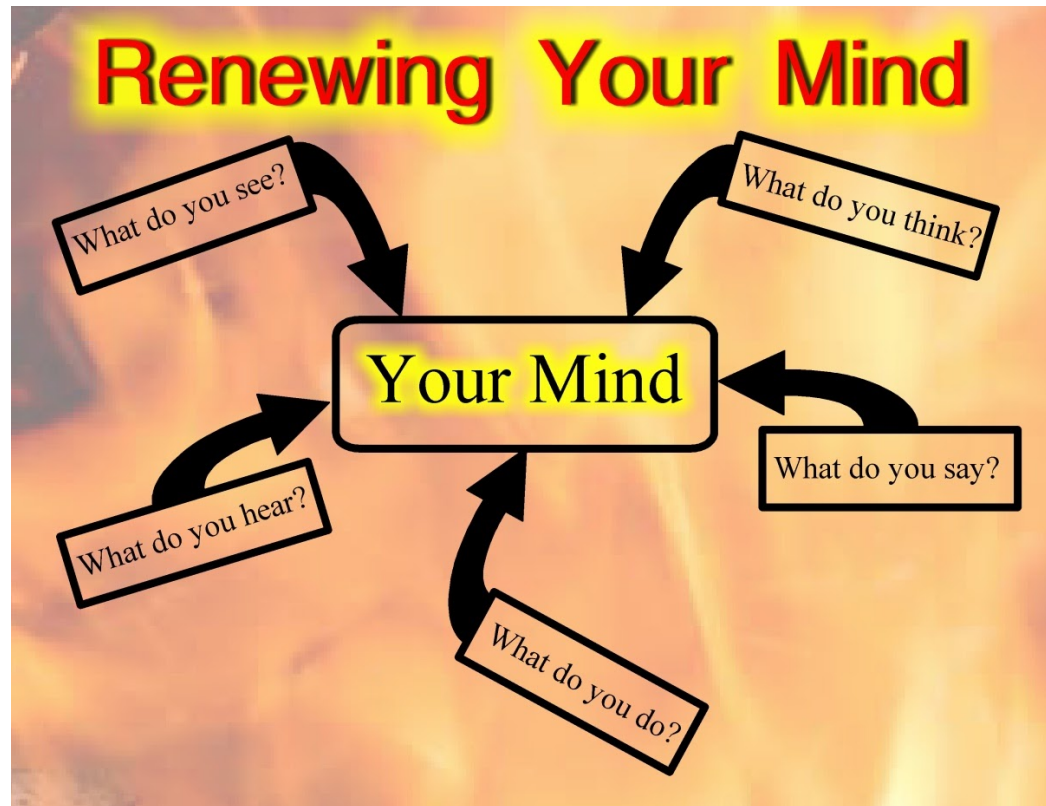 Renewing Your Mind
What do you see?
What do you think?
Your Mind
What do you hear?
What do you say?
What do you do?